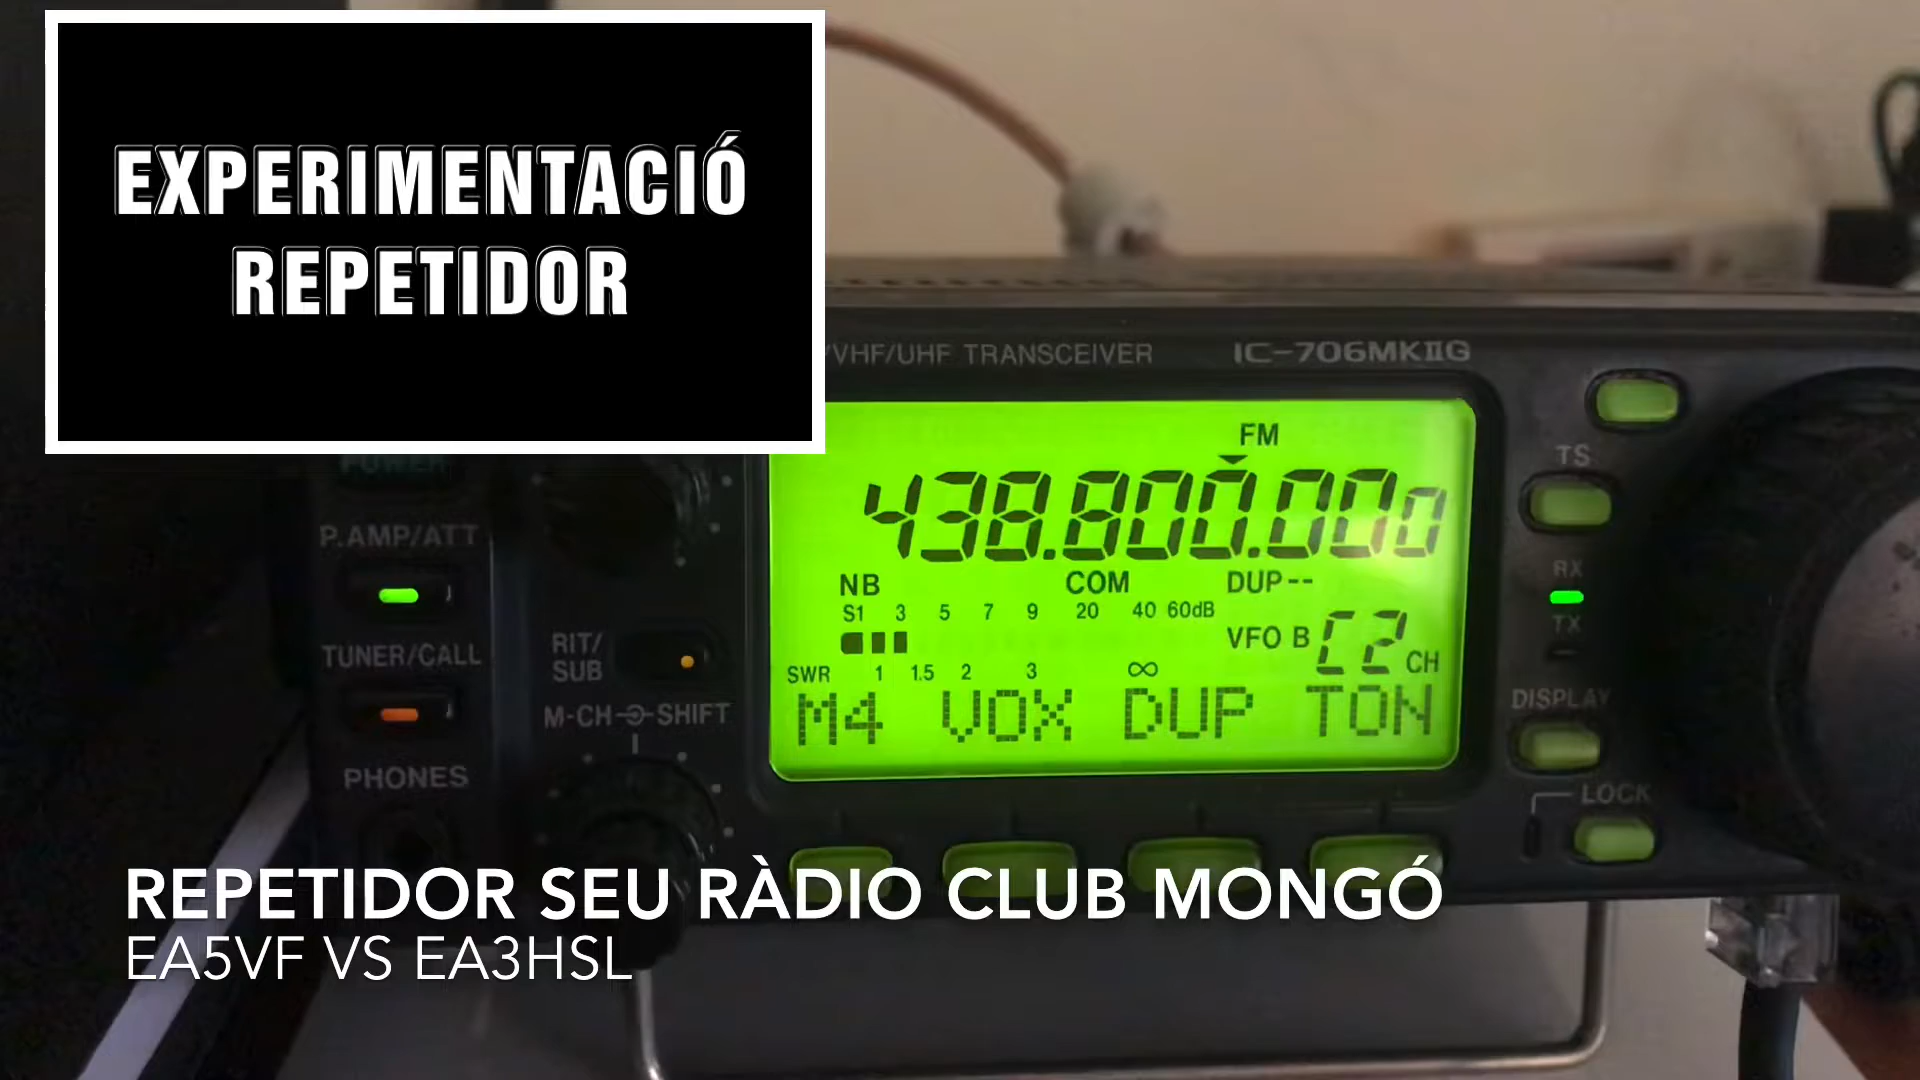 EXPERIMENTACIÓ
REPETIDOR
/VHF/UHF TRANSCEIVER
IC-706MKIIG
POWER
P.AMP/ATT
TUNER/CALL
PHONES
RIT/
SUB
M-CH
SHIFT
FM
438.800.000
NB
COM
DUP--
S1 3 5 7 9 20 40 60dB
VFO B C2 CH
SWR 1 1.5 2 3 ∞
M4 VOX DUP TON
TS
RX
TX
DISPLAY
LOCK
REPETIDOR SEU RÀDIO CLUB MONGÓ
EA5VF VS EA3HSL